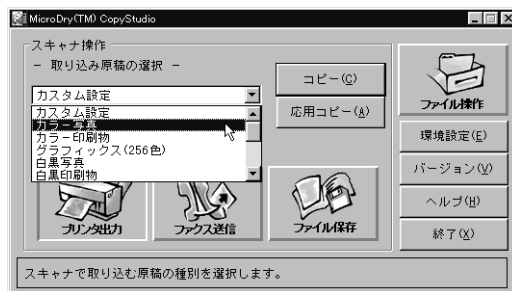 MicroDry(TM) CopyStudio
スキャナ操作
− 取り込み原稿の選択 −
カスタム設定
カスタム設定
カラー写真
カラー印刷物
グラフィックス(256色)
白黒写真
白黒印刷物
コピー(C)
応用コピー(A)
プリンタ出力
ファクス送信
ファイル保存
ファイル操作
環境設定(E)
バージョン(V)
ヘルプ(H)
終了(X)
スキャナで取り込む原稿の種別を選択します。